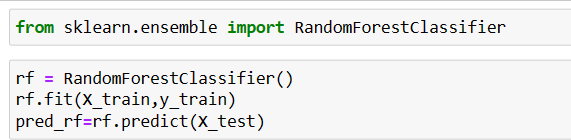 from sklearn.ensemble import RandomForestClassifier
rf = RandomForestClassifier()
rf.fit(X_train,y_train)
pred_rf=rf.predict(X_test)